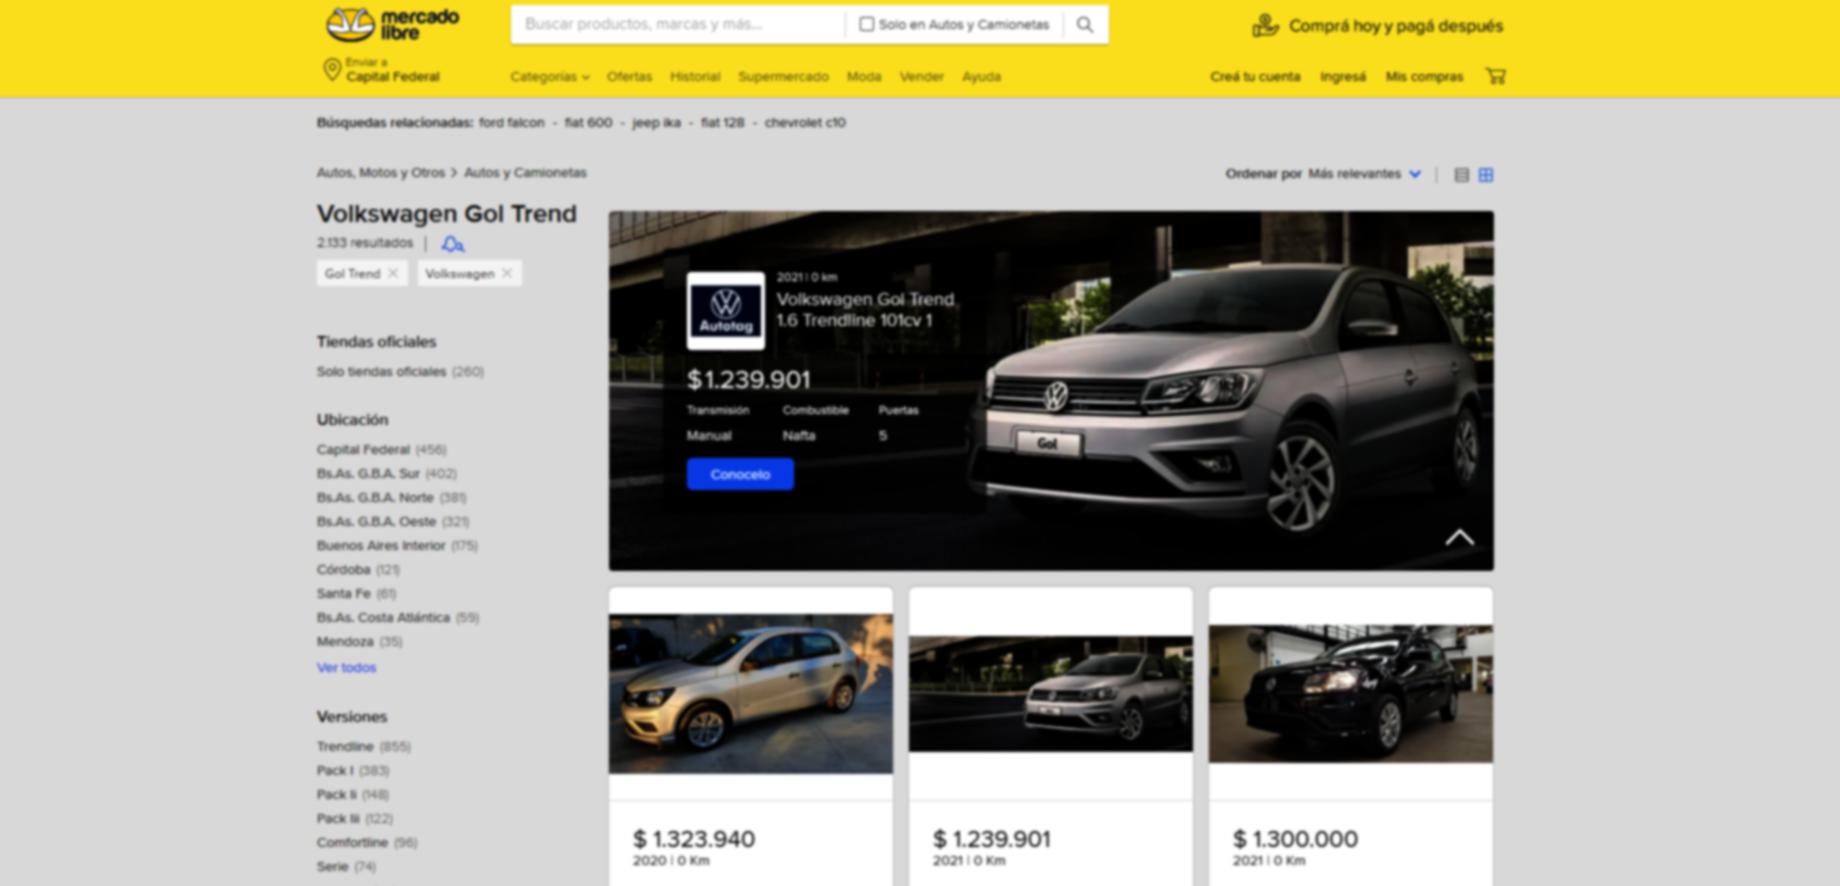 mercado
libre
Buscar productos, marcas y más...
Solo en Autos y Camionetas
Comprá hoy y pagá después
Enviar a
Capital Federal
Categorías Ofertas Historial Supermercado Moda Vender Ayuda
Creá tu cuenta Ingresá Mis compras
Búsquedas relacionadas: ford falcon - fiat 600 - jeep ika - fiat 128 - chevrolet c10
Autos, Motos y Otros > Autos y Camionetas
Ordenar por Más relevantes
Volkswagen Gol Trend
2.133 resultados
Gol Trend
Volkswagen
Tiendas oficiales
Solo tiendas oficiales (260)
Ubicación
Capital Federal (456)
Bs.As. G.B.A. Sur (402)
Bs.As. G.B.A. Norte (381)
Bs.As. G.B.A. Oeste (321)
Buenos Aires Interior (175)
Córdoba (121)
Santa Fe (61)
Bs.As. Costa Atlántica (59)
Mendoza (35)
Ver todos
Versiones
Trendline (855)
Pack I (383)
Pack Ii (148)
Pack Iii (122)
Comfortline (96)
Serie (74)
Autotag
2021 | 0 km
Volkswagen Gol Trend
1.6 Trendline 101cv 1
$ 1.239.901
Transmisión Combustible Puertas
Manual Nafta 5
Conocelo
Gol
$ 1.323.940
2020 | 0 Km
$ 1.239.901
2021 | 0 Km
$ 1.300.000
2021 | 0 Km